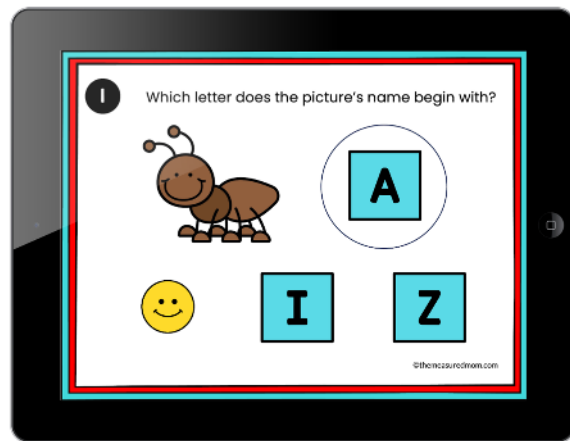 1
Which letter does the picture's name begin with?
A
I
Z
©themeasuredmom.com